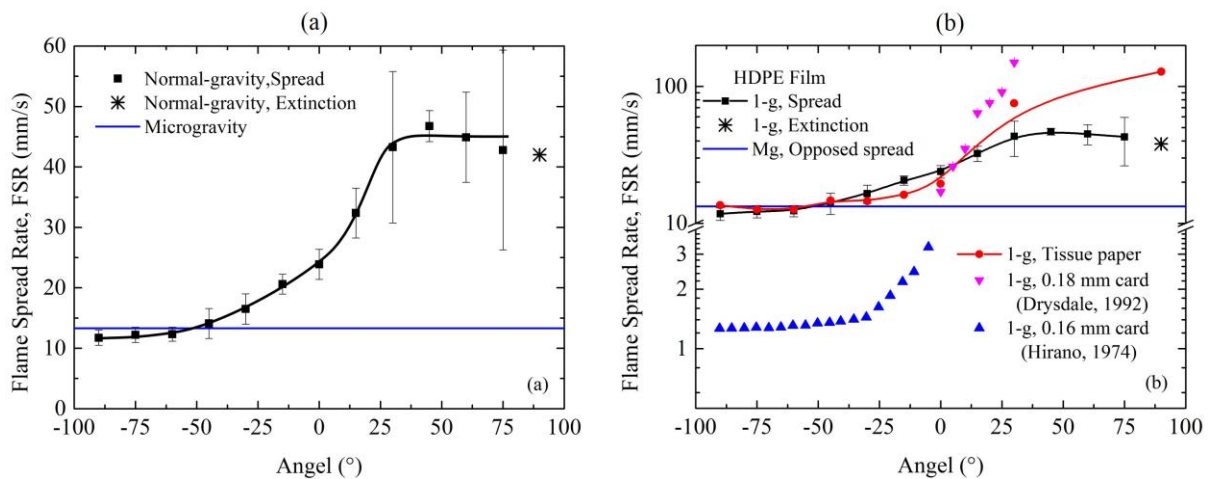 (a)
Flame Spread Rate, FSR (mm/s)
60
50
40
30
20
10
0
Normal-gravity,Spread
Normal-gravity, Extinction
Microgravity
(a)
-100 -75 -50 -25 0 25 50 75 100
Angel (°)
(b)
Flame Spread Rate, FSR (mm/s)
100
10
3
2
1
HDPE Film
1-g, Spread
1-g, Extinction
Mg, Opposed spread
1-g, Tissue paper
1-g, 0.18 mm card
(Drysdale, 1992)
1-g, 0.16 mm card
(Hirano, 1974)
(b)
-100 -75 -50 -25 0 25 50 75 100
Angel (°)